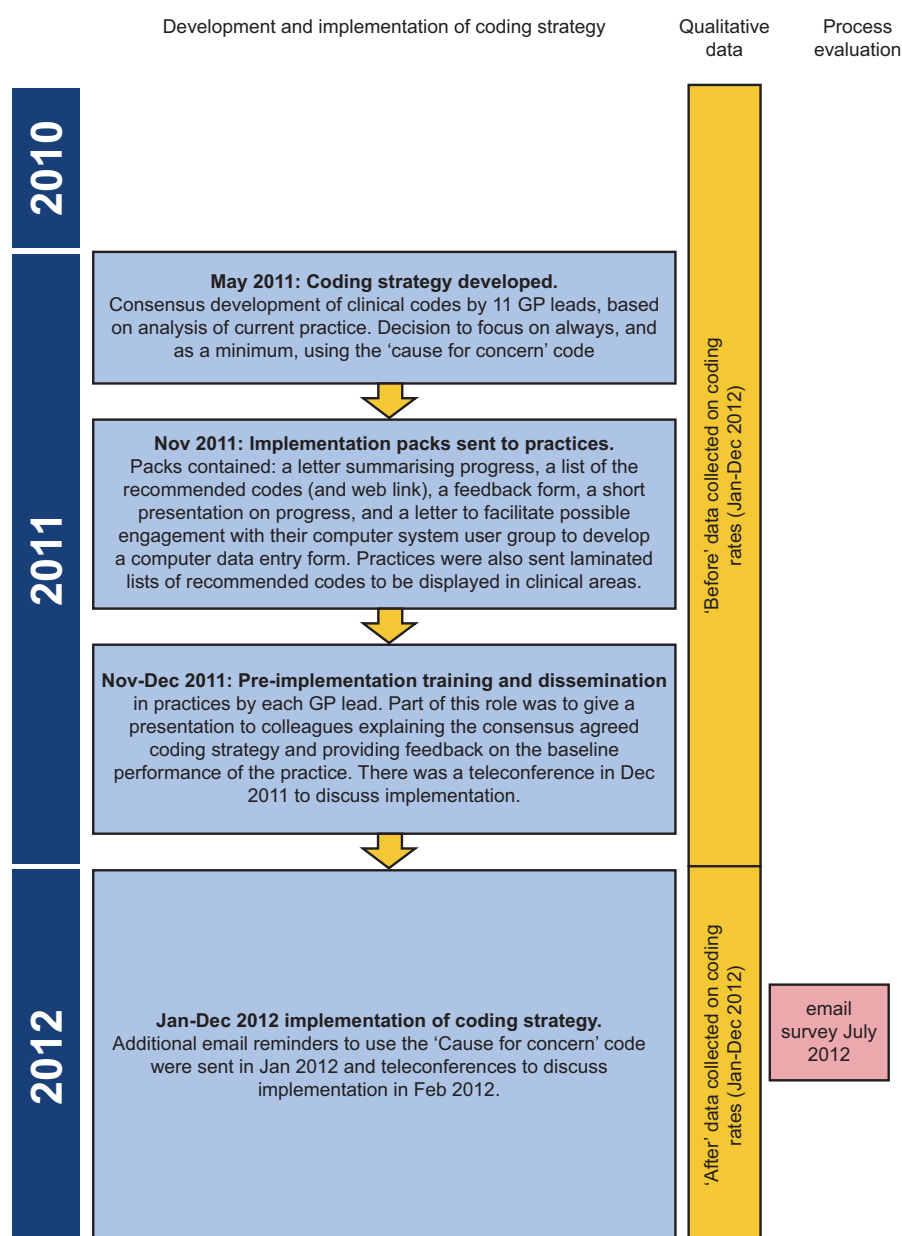 Development and implementation of coding strategy
Qualitative
data
Process
evaluation
2010
2011
May 2011: Coding strategy developed.
Consensus development of clinical codes by 11 GP leads, based
on analysis of current practice. Decision to focus on always, and
as a minimum, using the ‘cause for concern’ code
Nov 2011: Implementation packs sent to practices.
Packs contained: a letter summarising progress, a list of the
recommended codes (and web link), a feedback form, a short
presentation on progress, and a letter to facilitate possible
engagement with their computer system user group to develop
a computer data entry form. Practices were also sent laminated
lists of recommended codes to be displayed in clinical areas.
Nov-Dec 2011: Pre-implementation training and dissemination
in practices by each GP lead. Part of this role was to give a
presentation to colleagues explaining the consensus agreed
coding strategy and providing feedback on the baseline
performance of the practice. There was a teleconference in Dec
2011 to discuss implementation.
‘Before’ data collected on coding
rates (Jan-Dec 2012)
2012
Jan-Dec 2012 implementation of coding strategy.
Additional email reminders to use the ‘Cause for concern’ code
were sent in Jan 2012 and teleconferences to discuss
implementation in Feb 2012.
‘After’ data collected on coding
rates (Jan-Dec 2012)
email
survey July
2012